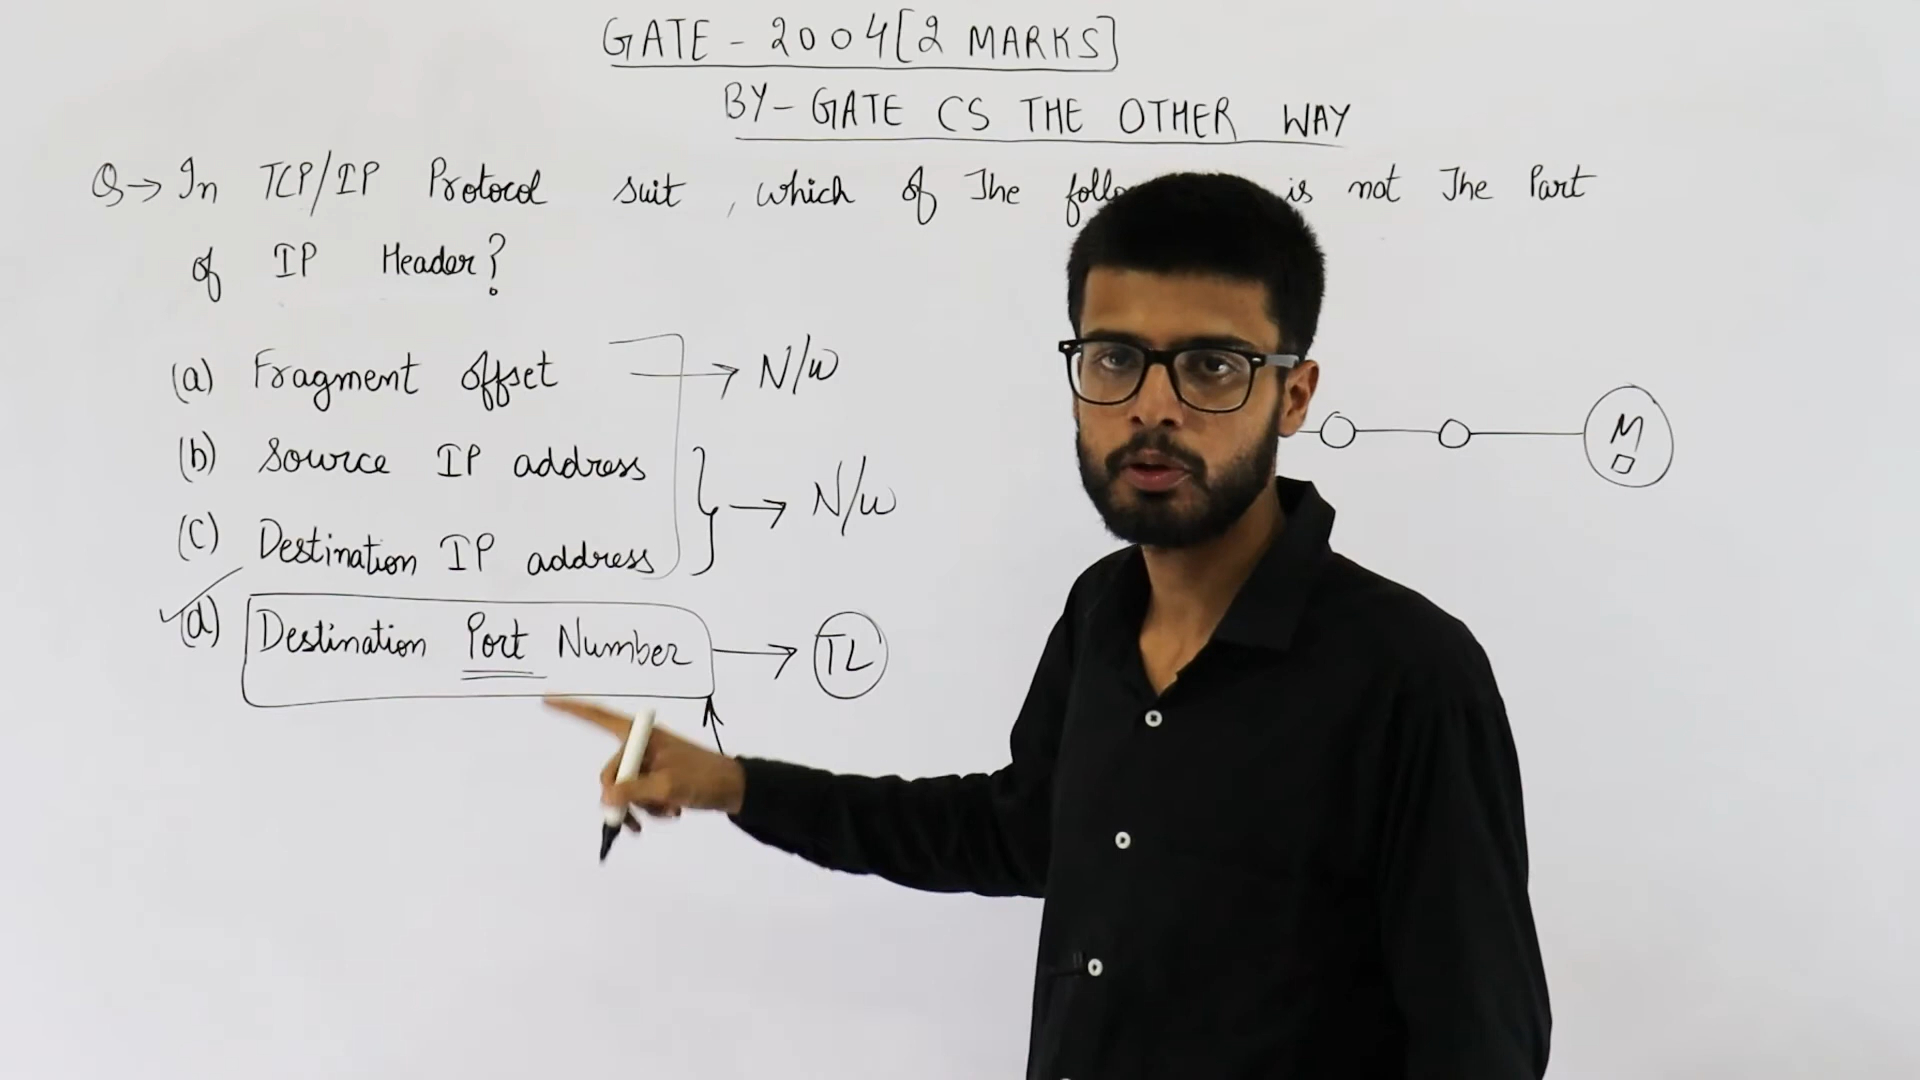 GATE - 2004 [2 MARKS]
BY - GATE CS THE OTHER WAY
Q → In TCP/IP Protocol suit, which of The is not The Part
of IP Header?
(a) Fragment offset → N/W
(b) Source IP address
(c) Destination IP address → N/W
(d) Destination Port Number → TL
M